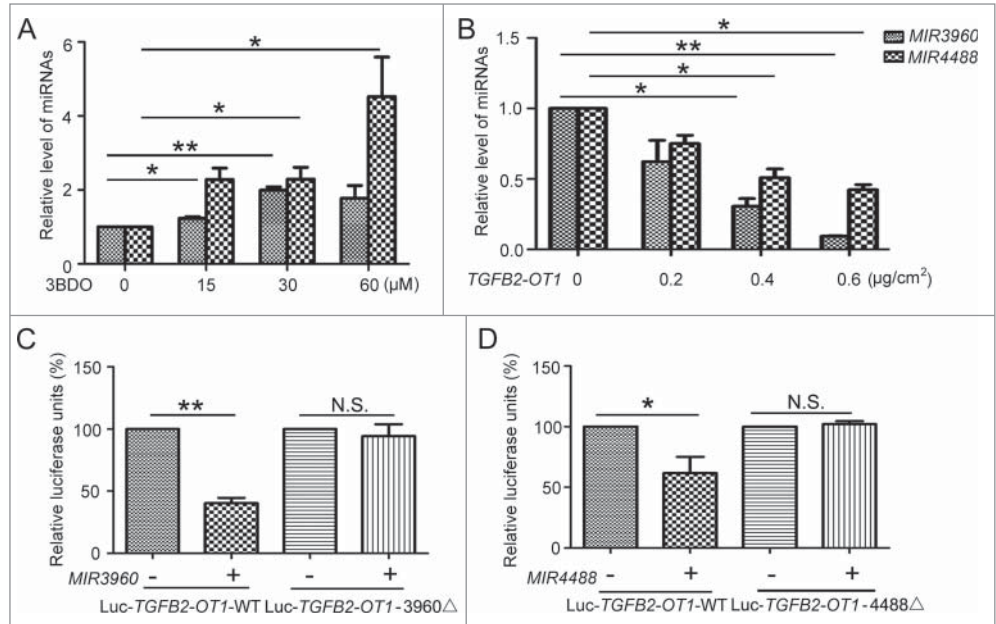 A
Relative level of miRNAs
6
4
2
0
*
*
**
*
3BDO 0 15 30 60 (μM)
B
Relative level of miRNAs
1.5
1.0
0.5
0.0
*
**
*
*
MIR3960
MIR4488
TGFB2-OT1 0 0.2 0.4 0.6 (μg/cm²)
C
Relative luciferase units (%)
150
100
50
0
**
N.S.
MIR3960 - + - +
Luc-TGFB2-OT1-WT Luc-TGFB2-OT1-3960△
D
Relative luciferase units (%)
150
100
50
0
*
N.S.
MIR4488 - + - +
Luc-TGFB2-OT1-WT Luc-TGFB2-OT1-4488△